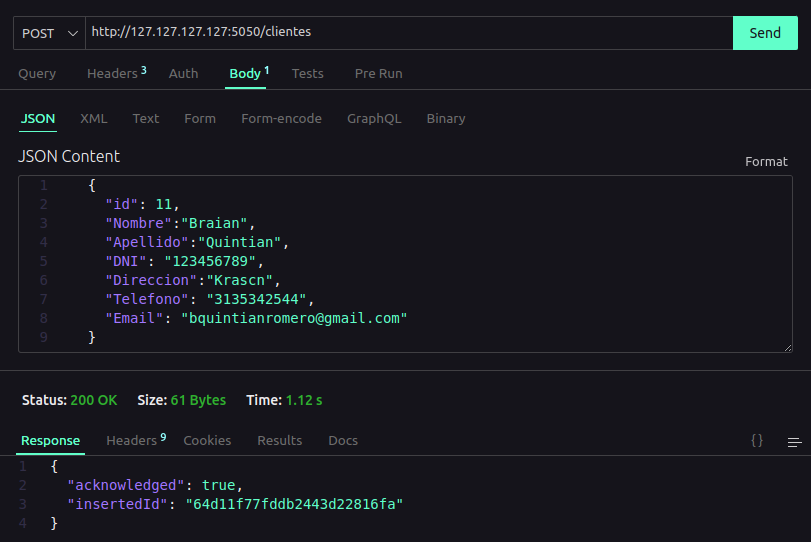 POST http://127.127.127.127:5050/clientes Send
Query Headers 3 Auth Body 1 Tests Pre Run
JSON XML Text Form Form-encode GraphQL Binary
JSON Content
Format
1 {
2 "id": 11,
3 "Nombre":"Braian",
4 "Apellido":"Quintian",
5 "DNI": "123456789",
6 "Direccion":"Krascn",
7 "Telefono": "3135342544",
8 "Email": "bquintianromero@gmail.com"
9 }
Status: 200 OK Size: 61 Bytes Time: 1.12 s
Response Headers 9 Cookies Results Docs {}
1 {
2 "acknowledged": true,
3 "insertedId": "64d11f77fddb2443d22816fa"
4 }